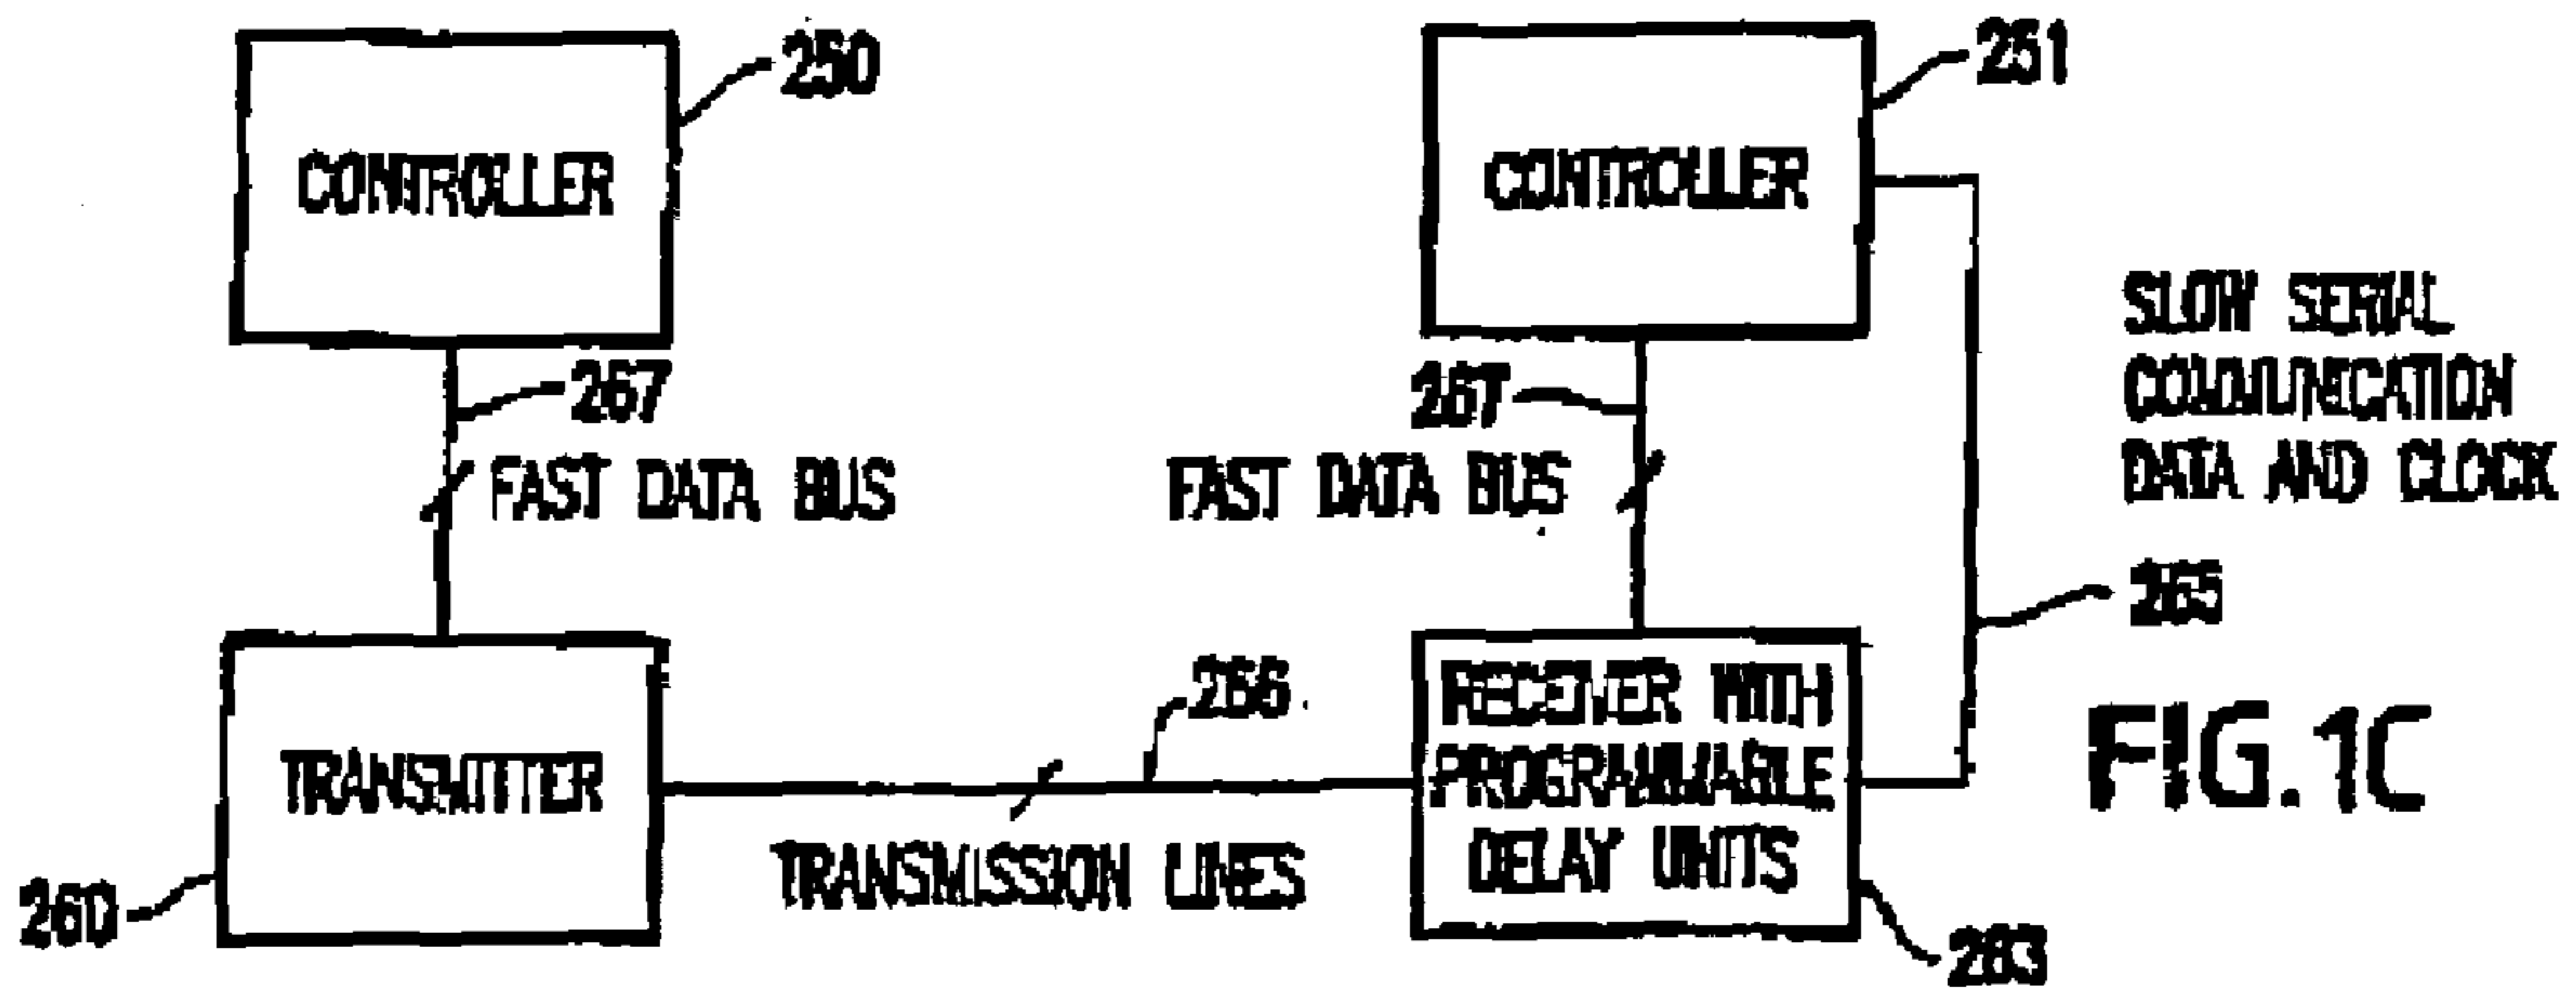 250
CONTROLLER
251
CONTROLLER
267
FAST DATA BUS
267
FAST DATA BUS
SLOW SERIAL
COMMUNICATION
DATA AND CLOCK
265
TRANSMITTER
260
266
TRANSMISSION LINES
RECEIVER WITH
PROGRAMMABLE
DELAY UNITS
263
FIG. 1C